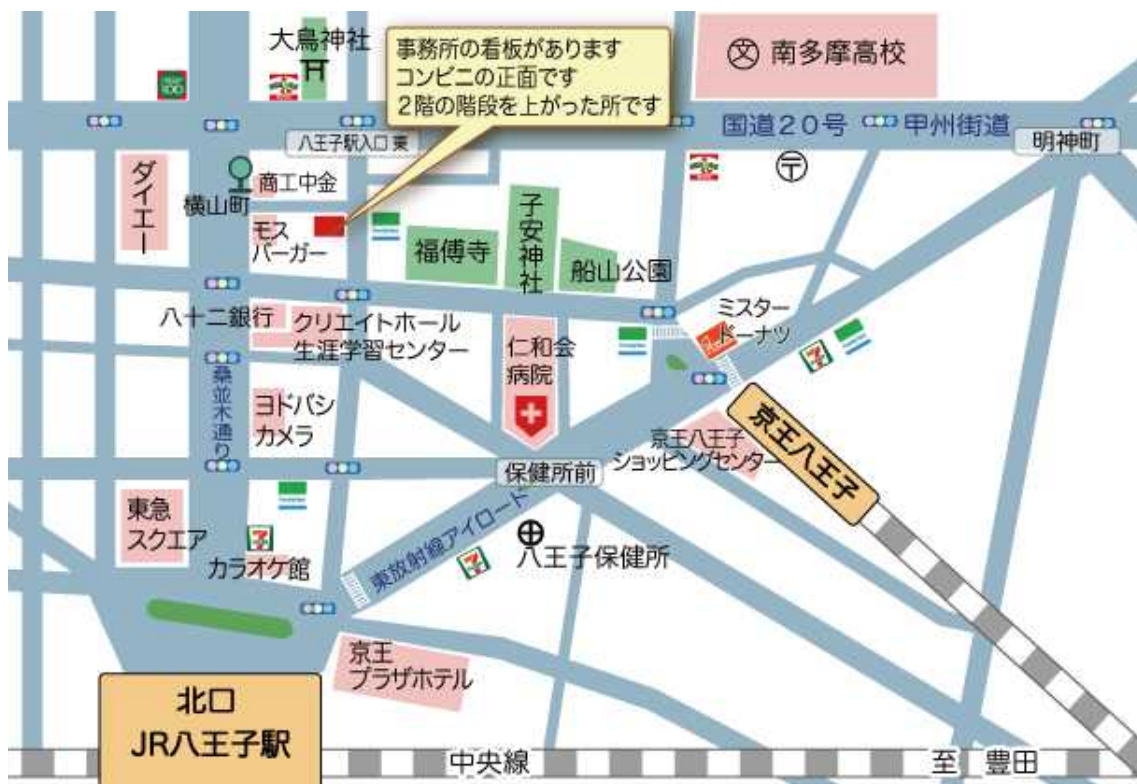 大鳥神社
事務所の看板があります
コンビニの正面です
２階の階段を上がった所です
文 南多摩高校
国道２０号
甲州街道
明神町
八王子駅入口 東
ダイエー
商工中金
横山町
モス
バーガー
福傅寺
子安神社
船山公園
八十二銀行
クリエイトホール
生涯学習センター
仁和会
病院
ミスター
ドーナツ
桑並木通り
ヨドバシ
カメラ
京王八王子
ショッピングセンター
京王八王子
保健所前
東急
スクエア
カラオケ館
東放射線アイロード
八王子保健所
京王
プラザホテル
北口
JR八王子駅
中央線
至 豊田